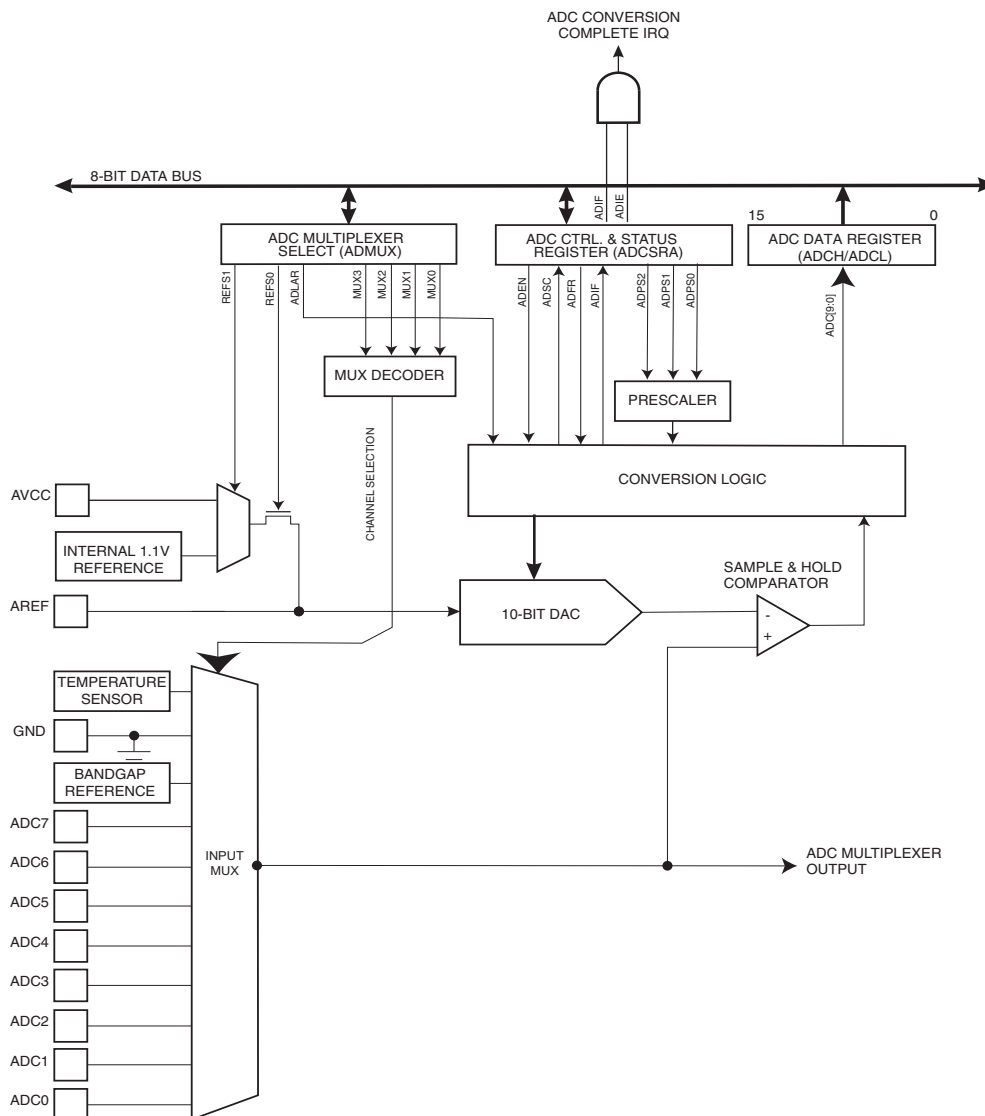 ADC CONVERSION
COMPLETE IRQ
8-BIT DATA BUS
ADIF
ADIE
15
0
ADC MULTIPLEXER
SELECT (ADMUX)
ADC CTRL. & STATUS
REGISTER (ADCSRA)
ADC DATA REGISTER
(ADCH/ADCL)
REFS1
REFS0
ADLAR
MUX3
MUX2
MUX1
MUX0
ADEN
ADSC
ADFR
ADIF
ADPS2
ADPS1
ADPS0
ADC[9:0]
MUX DECODER
PRESCALER
CHANNEL SELECTION
CONVERSION LOGIC
AVCC
INTERNAL 1.1V
REFERENCE
SAMPLE & HOLD
COMPARATOR
AREF
10-BIT DAC
-
+
TEMPERATURE
SENSOR
GND
BANDGAP
REFERENCE
ADC7
ADC6
INPUT
MUX
ADC MULTIPLEXER
OUTPUT
ADC5
ADC4
ADC3
ADC2
ADC1
ADC0